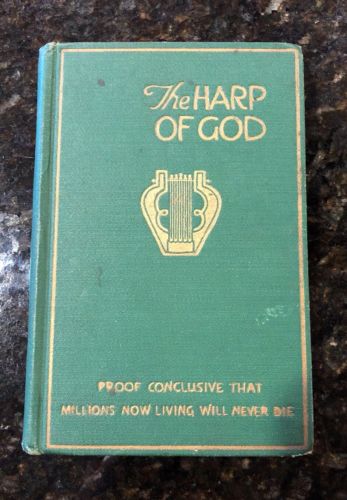 The HARP
OF GOD
PROOF CONCLUSIVE THAT
MILLIONS NOW LIVING WILL NEVER DIE